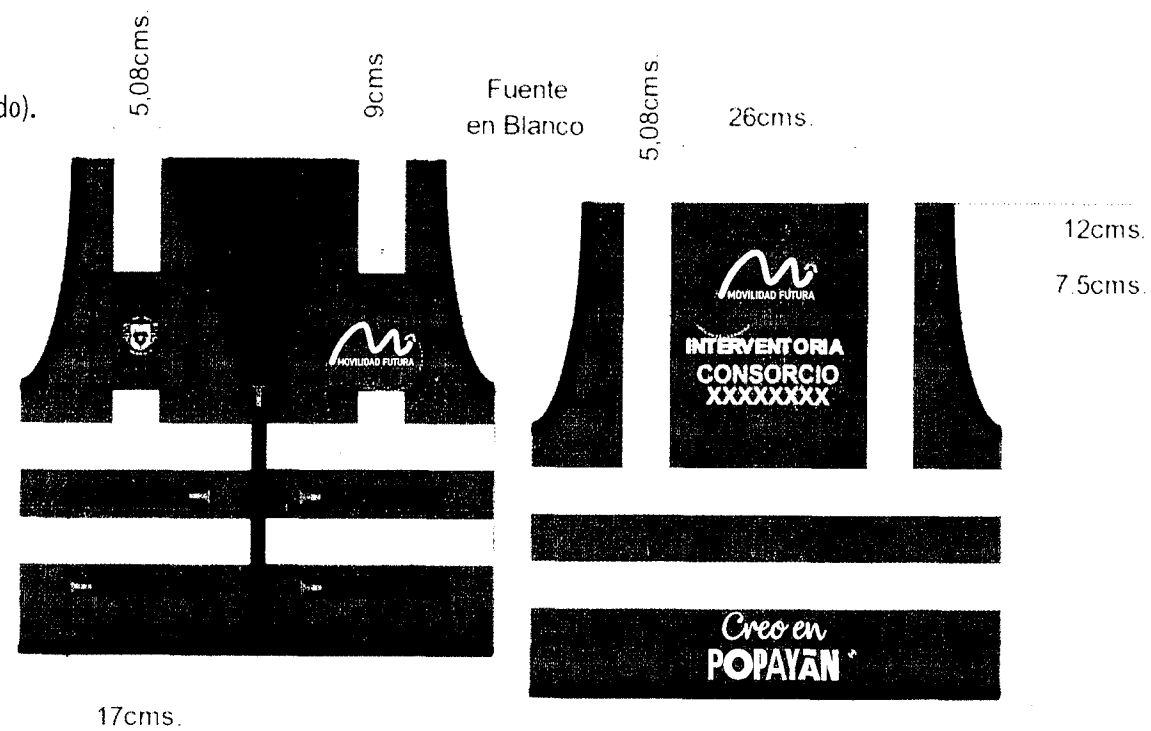 do).
5,08cms.
9cms
Fuente
en Blanco
5,08cms.
26cms.
12cms.
7.5cms.
MOVILIDAD FUTURA
MOVILIDAD FUTURA
INTERVENTORIA
CONSORCIO
XXXXXXXX
Creo en
POPAYÁN
17cms.